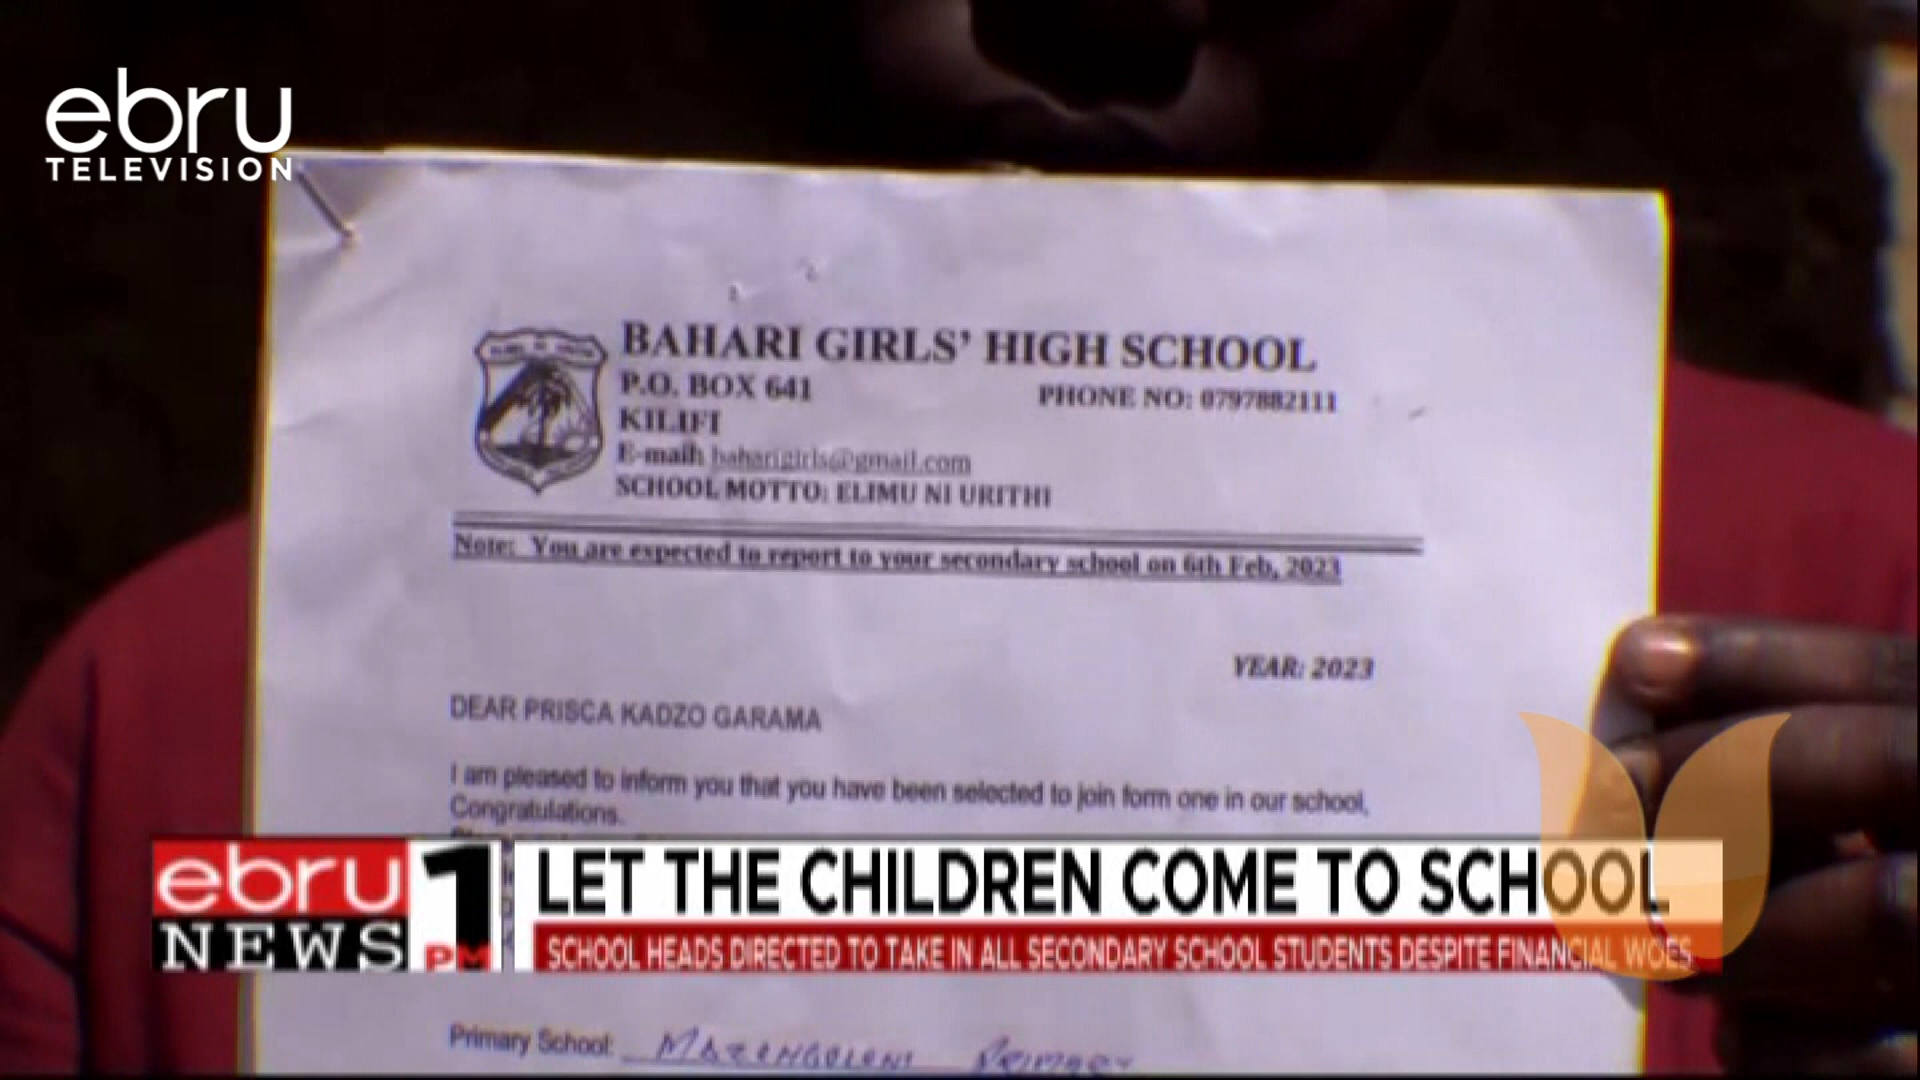 ebru
TELEVISION
BAHARI GIRLS' HIGH SCHOOL
P.O. BOX 641
PHONE NO: 0797882111
KILIFI
E-mail: baharigirls@gmail.com
SCHOOL MOTTO: ELIMU NI URITHI
Note: You are expected to report to your secondary school on 6th Feb, 2023
YEAR: 2023
DEAR PRISCA KADZO GARAMA
I am pleased to inform you that you have been selected to join form one in our school,
Congratulations.
ebru
NEWS
1
PM
LET THE CHILDREN COME TO SCHOOL
SCHOOL HEADS DIRECTED TO TAKE IN ALL SECONDARY SCHOOL STUDENTS DESPITE FINANCIAL WOES
Primary School: MAZENGOLENI PRIMARY